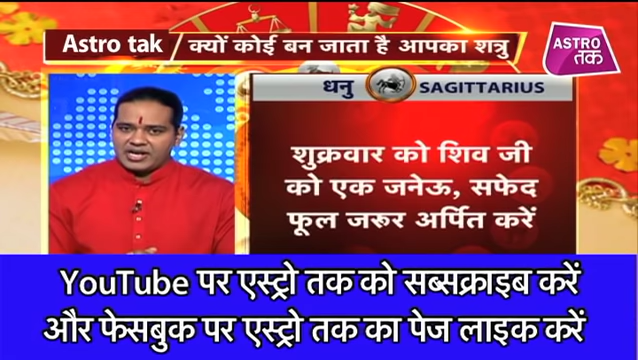 Astro tak क्यों कोई बन जाता है आपका शत्रु
ASTRO
तक
धनु SAGITTARIUS
शुक्रवार को शिव जी
को एक जनेऊ, सफेद
फूल जरूर अर्पित करें
YouTube पर एस्ट्रो तक को सब्सक्राइब करें
और फेसबुक पर एस्ट्रो तक का पेज लाइक करें